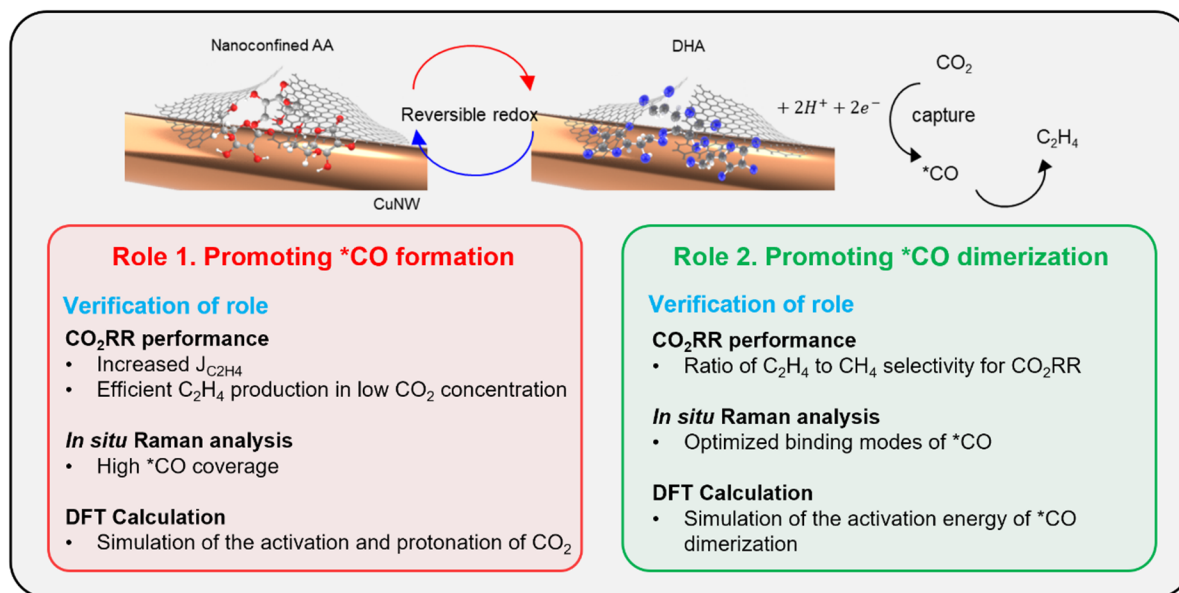 Nanoconfined AA
DHA
Reversible redox
CuNW
+ 2H⁺ + 2e⁻
CO₂
capture
*CO
C₂H₄
Role 1. Promoting *CO formation
Verification of role
CO₂RR performance
• Increased J_C2H4
• Efficient C₂H₄ production in low CO₂ concentration
In situ Raman analysis
• High *CO coverage
DFT Calculation
• Simulation of the activation and protonation of CO₂
Role 2. Promoting *CO dimerization
Verification of role
CO₂RR performance
• Ratio of C₂H₄ to CH₄ selectivity for CO₂RR
In situ Raman analysis
• Optimized binding modes of *CO
DFT Calculation
• Simulation of the activation energy of *CO
dimerization